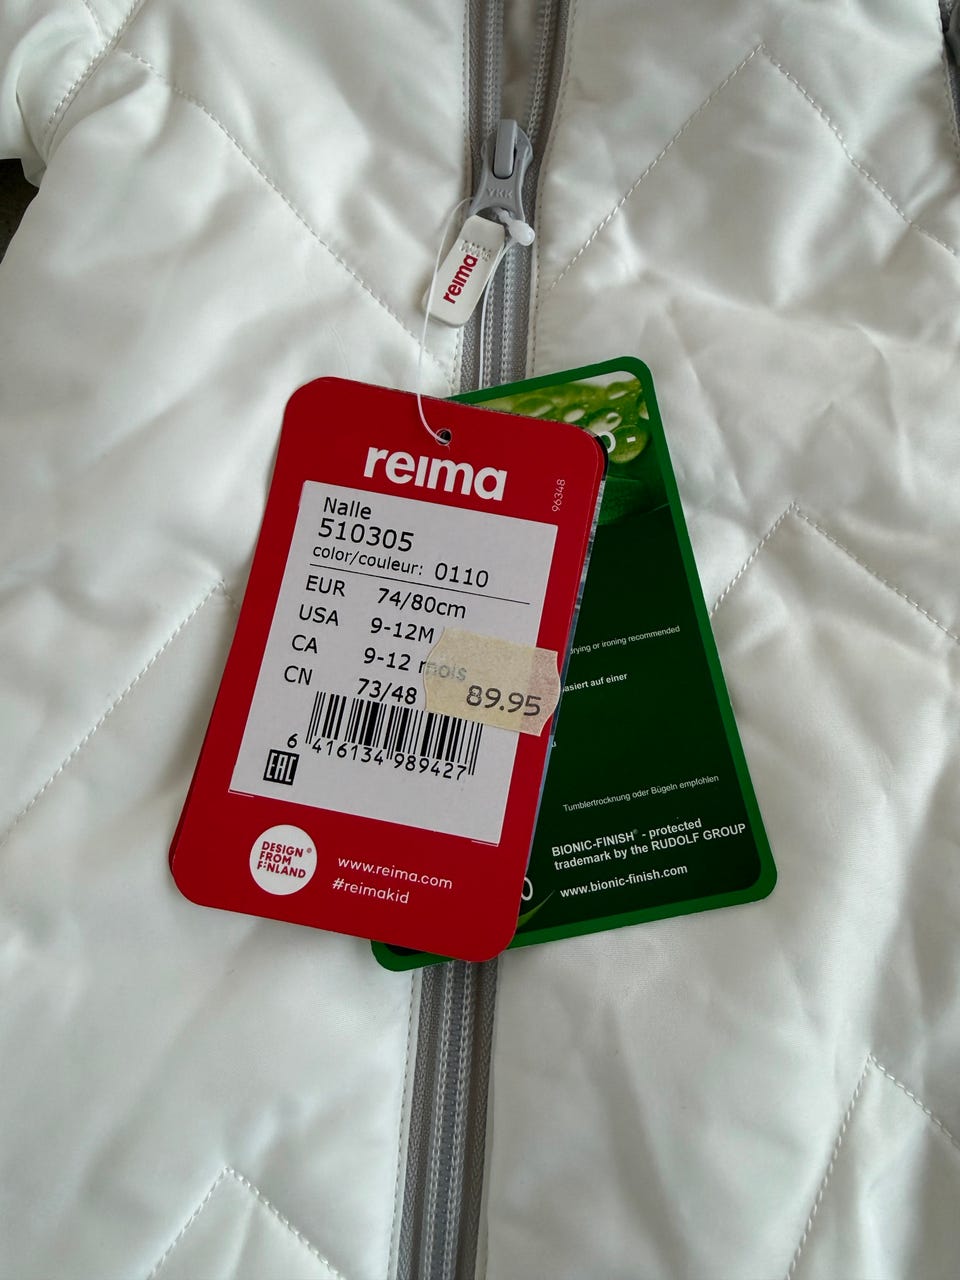 YKK
reima
reima
96348
Nalle
510305
color/couleur: 0110
EUR 74/80cm
USA 9-12M
CA 9-12 mois
CN 73/48
89.95
6 416134 989427
EAC
DESIGN
FROM
FINLAND
www.reima.com
#reimakid
drying or ironing recommended
basiert auf einer
Tumblertrocknung oder Bügeln empfohlen
BIONIC-FINISH® - protected
trademark by the RUDOLF GROUP
www.bionic-finish.com